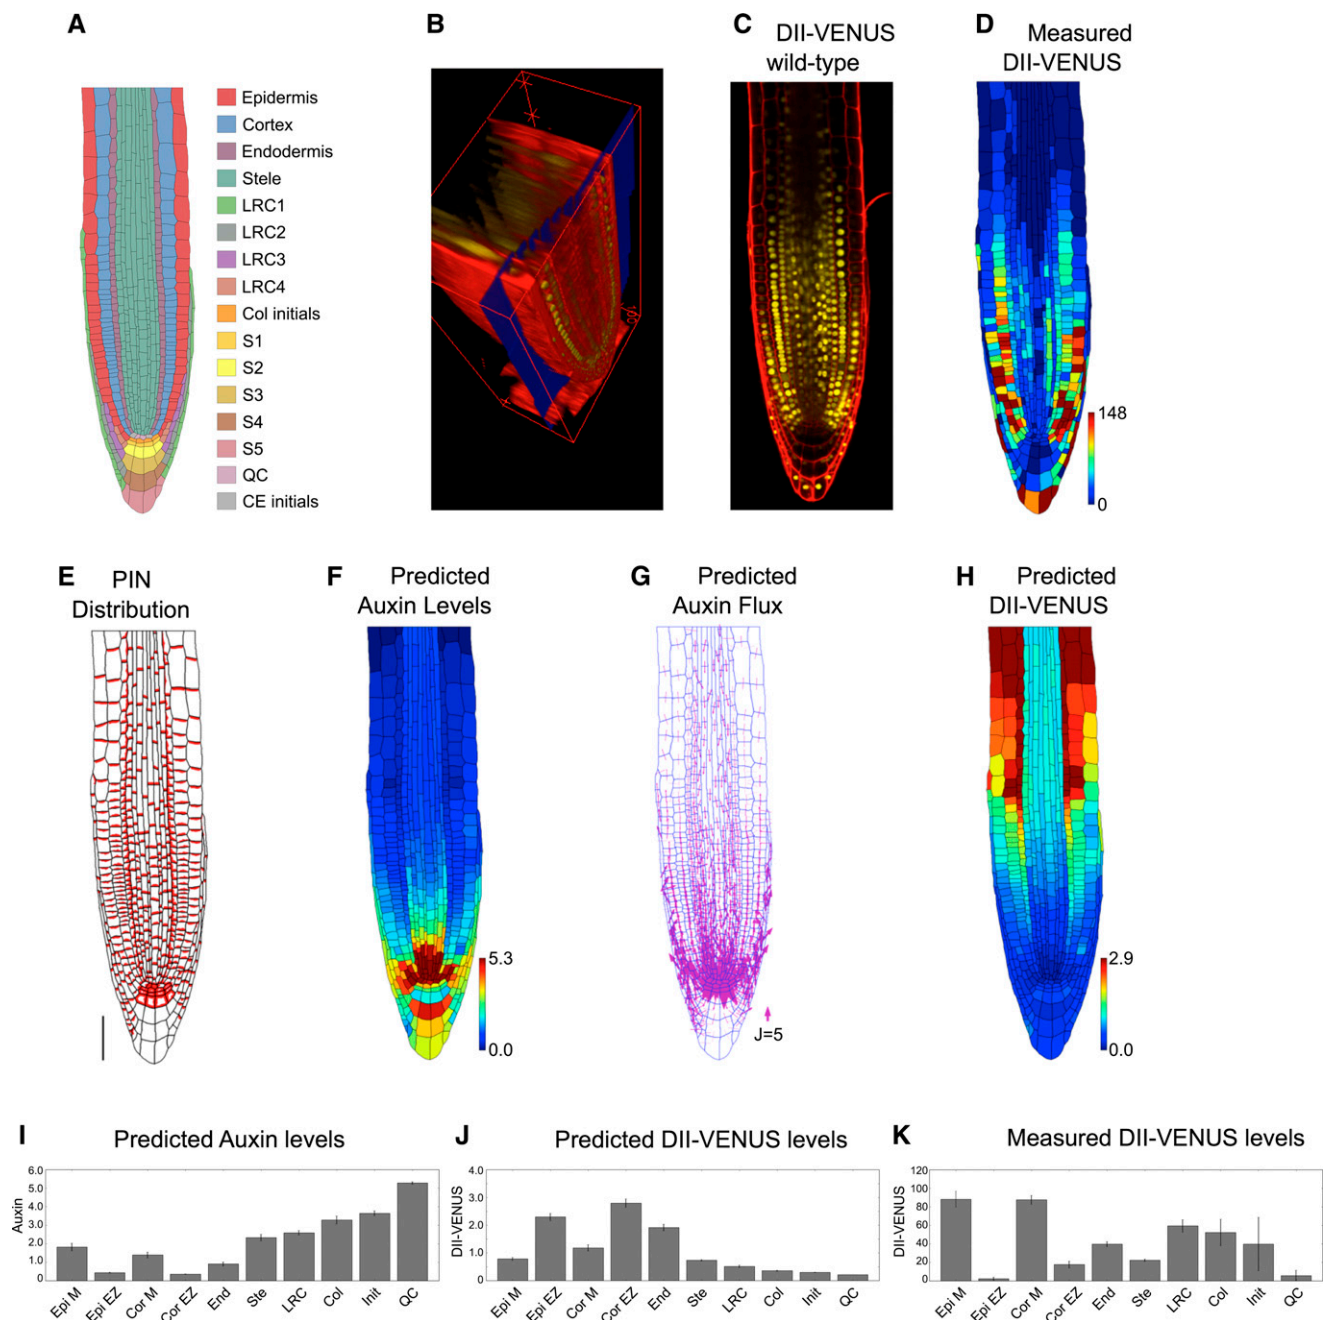 A
Epidermis
Cortex
Endodermis
Stele
LRC1
LRC2
LRC3
LRC4
Col initials
S1
S2
S3
S4
S5
QC
CE initials
B
C DII-VENUS
wild-type
D Measured
DII-VENUS
148
0
E PIN
Distribution
F Predicted
Auxin Levels
5.3
0.0
G Predicted
Auxin Flux
J=5
H Predicted
DII-VENUS
2.9
0.0
I Predicted Auxin levels
Auxin
6.0
5.0
4.0
3.0
2.0
1.0
0
Epi M
Epi EZ
Cor M
Cor EZ
End
Ste
LRC
Col
Init
QC
J Predicted DII-VENUS levels
DII-VENUS
4.0
3.0
2.0
1.0
0
Epi M
Epi EZ
Cor M
Cor EZ
End
Ste
LRC
Col
Init
QC
K Measured DII-VENUS levels
DII-VENUS
120
100
80
60
40
20
0
Epi M
Epi EZ
Cor M
Cor EZ
End
Ste
LRC
Col
Init
QC